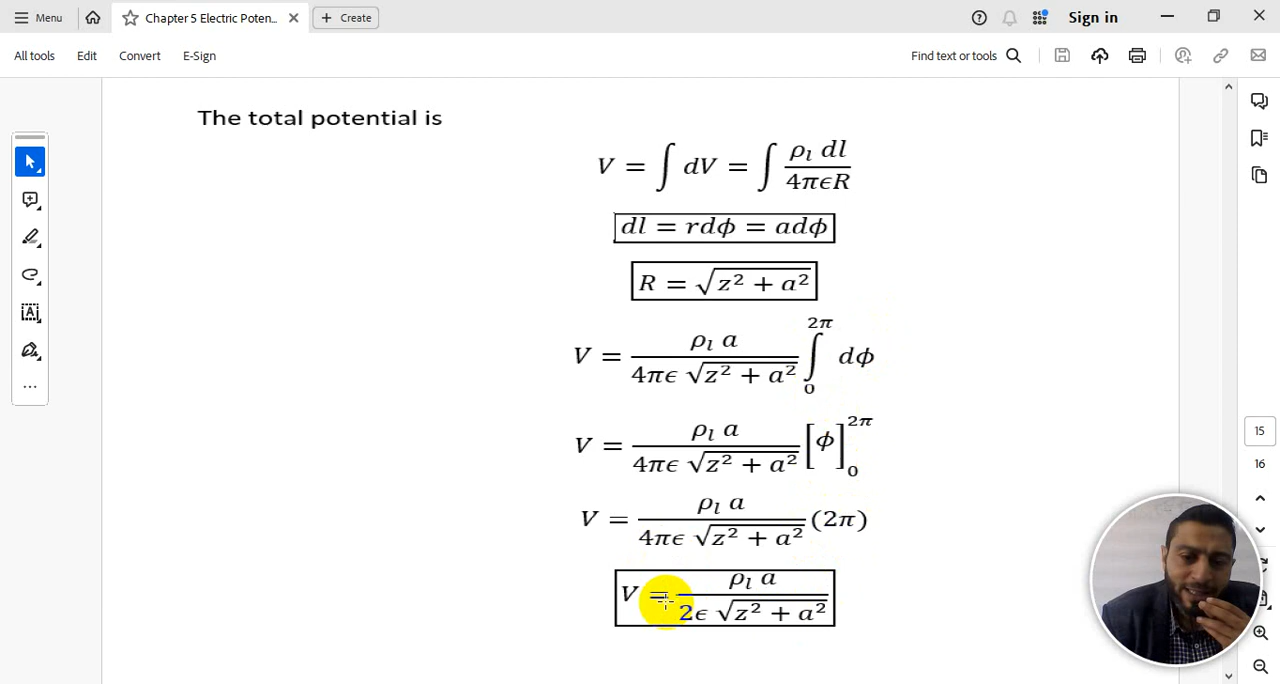 Menu Chapter 5 Electric Poten... Create Sign in
All tools Edit Convert E-Sign Find text or tools
The total potential is
V = ∫ dV = ∫ ρₗ dl / 4πϵR
dl = rdϕ = adϕ
R = √(z² + a²)
V = ρₗ a / 4πϵ √(z² + a²) ∫₀^2π dϕ
V = ρₗ a / 4πϵ √(z² + a²) [ϕ]₀^2π
V = ρₗ a / 4πϵ √(z² + a²) (2π)
V = ρₗ a / 2ϵ √(z² + a²)
15
16